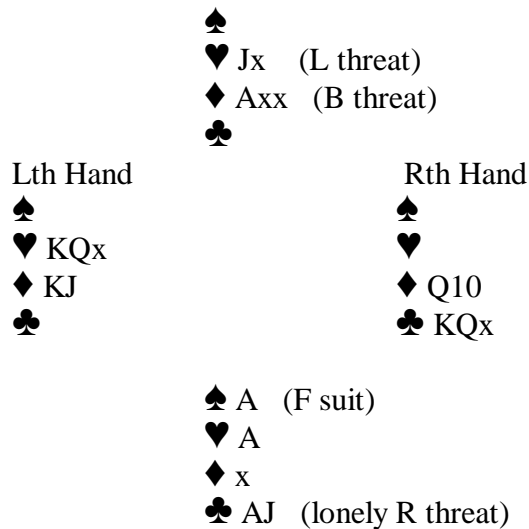 ♠
♥ Jx (L threat)
♦ Axx (B threat)
♣
Lth Hand Rth Hand
♠ ♠
♥ KQx ♥
♦ KJ ♦ Q10
♣ ♣ KQx
♠ A (F suit)
♥ A
♦ x
♣ AJ (lonely R threat)